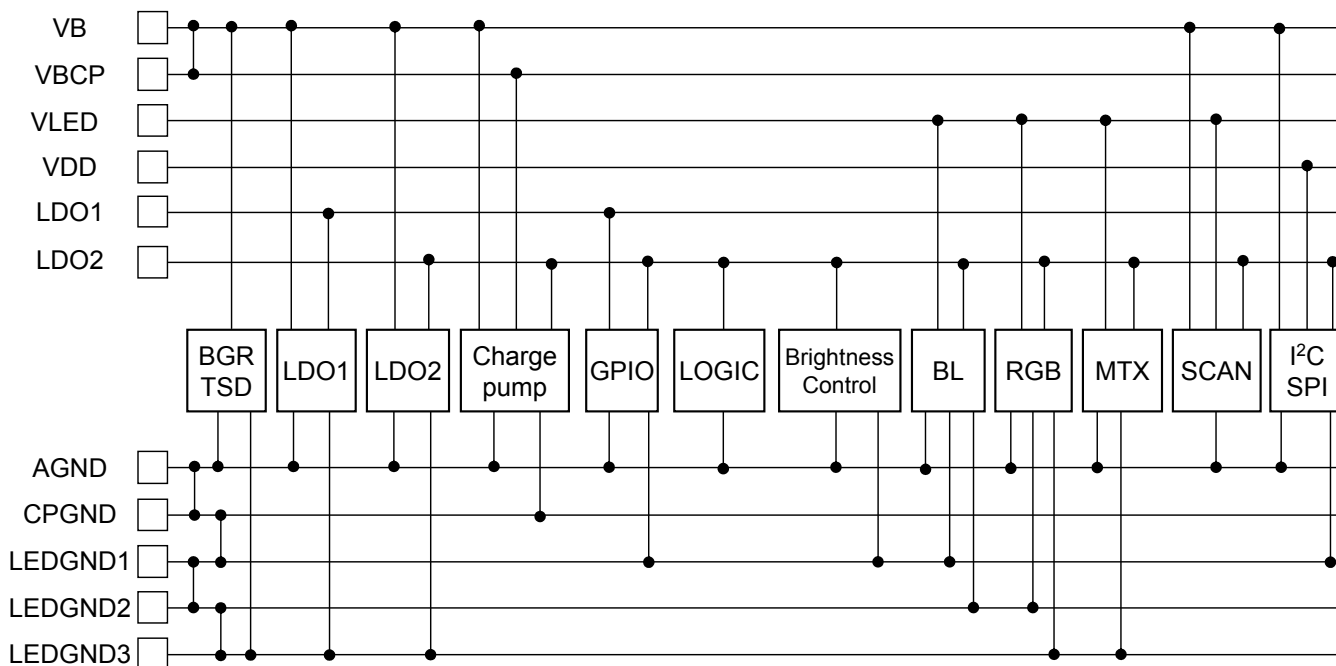 VB
VBCP
VLED
VDD
LDO1
LDO2
BGR
TSD
LDO1
LDO2
Charge
pump
GPIO
LOGIC
Brightness
Control
BL
RGB
MTX
SCAN
I²C
SPI
AGND
CPGND
LEDGND1
LEDGND2
LEDGND3